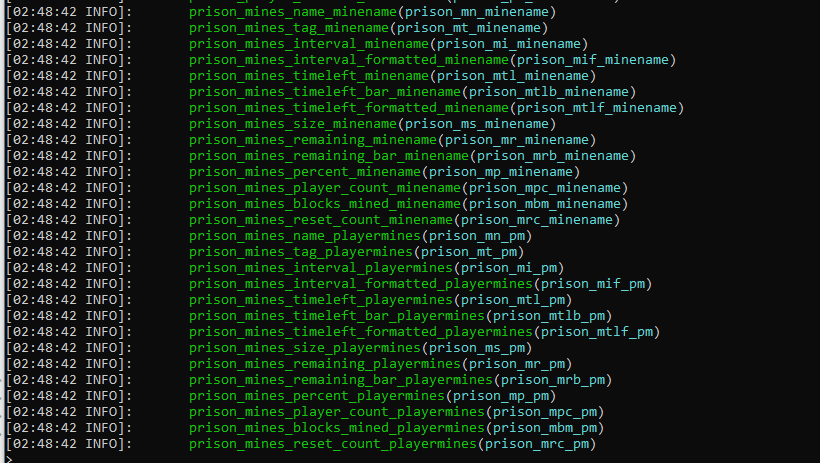 [02:48:42 INFO]: prison_mines_name_minename(prison_mn_minename)
[02:48:42 INFO]: prison_mines_tag_minename(prison_mt_minename)
[02:48:42 INFO]: prison_mines_interval_minename(prison_mi_minename)
[02:48:42 INFO]: prison_mines_interval_formatted_minename(prison_mif_minename)
[02:48:42 INFO]: prison_mines_timeleft_minename(prison_mtl_minename)
[02:48:42 INFO]: prison_mines_timeleft_bar_minename(prison_mtlb_minename)
[02:48:42 INFO]: prison_mines_timeleft_formatted_minename(prison_mtlf_minename)
[02:48:42 INFO]: prison_mines_size_minename(prison_ms_minename)
[02:48:42 INFO]: prison_mines_remaining_minename(prison_mr_minename)
[02:48:42 INFO]: prison_mines_remaining_bar_minename(prison_mrb_minename)
[02:48:42 INFO]: prison_mines_percent_minename(prison_mp_minename)
[02:48:42 INFO]: prison_mines_player_count_minename(prison_mpc_minename)
[02:48:42 INFO]: prison_mines_blocks_mined_minename(prison_mbm_minename)
[02:48:42 INFO]: prison_mines_reset_count_minename(prison_mrc_minename)
[02:48:42 INFO]: prison_mines_name_playermines(prison_mn_pm)
[02:48:42 INFO]: prison_mines_tag_playermines(prison_mt_pm)
[02:48:42 INFO]: prison_mines_interval_playermines(prison_mi_pm)
[02:48:42 INFO]: prison_mines_interval_formatted_playermines(prison_mif_pm)
[02:48:42 INFO]: prison_mines_timeleft_playermines(prison_mtl_pm)
[02:48:42 INFO]: prison_mines_timeleft_bar_playermines(prison_mtlb_pm)
[02:48:42 INFO]: prison_mines_timeleft_formatted_playermines(prison_mtlf_pm)
[02:48:42 INFO]: prison_mines_size_playermines(prison_ms_pm)
[02:48:42 INFO]: prison_mines_remaining_playermines(prison_mr_pm)
[02:48:42 INFO]: prison_mines_remaining_bar_playermines(prison_mrb_pm)
[02:48:42 INFO]: prison_mines_percent_playermines(prison_mp_pm)
[02:48:42 INFO]: prison_mines_player_count_playermines(prison_mpc_pm)
[02:48:42 INFO]: prison_mines_blocks_mined_playermines(prison_mbm_pm)
[02:48:42 INFO]: prison_mines_reset_count_playermines(prison_mrc_pm)
>